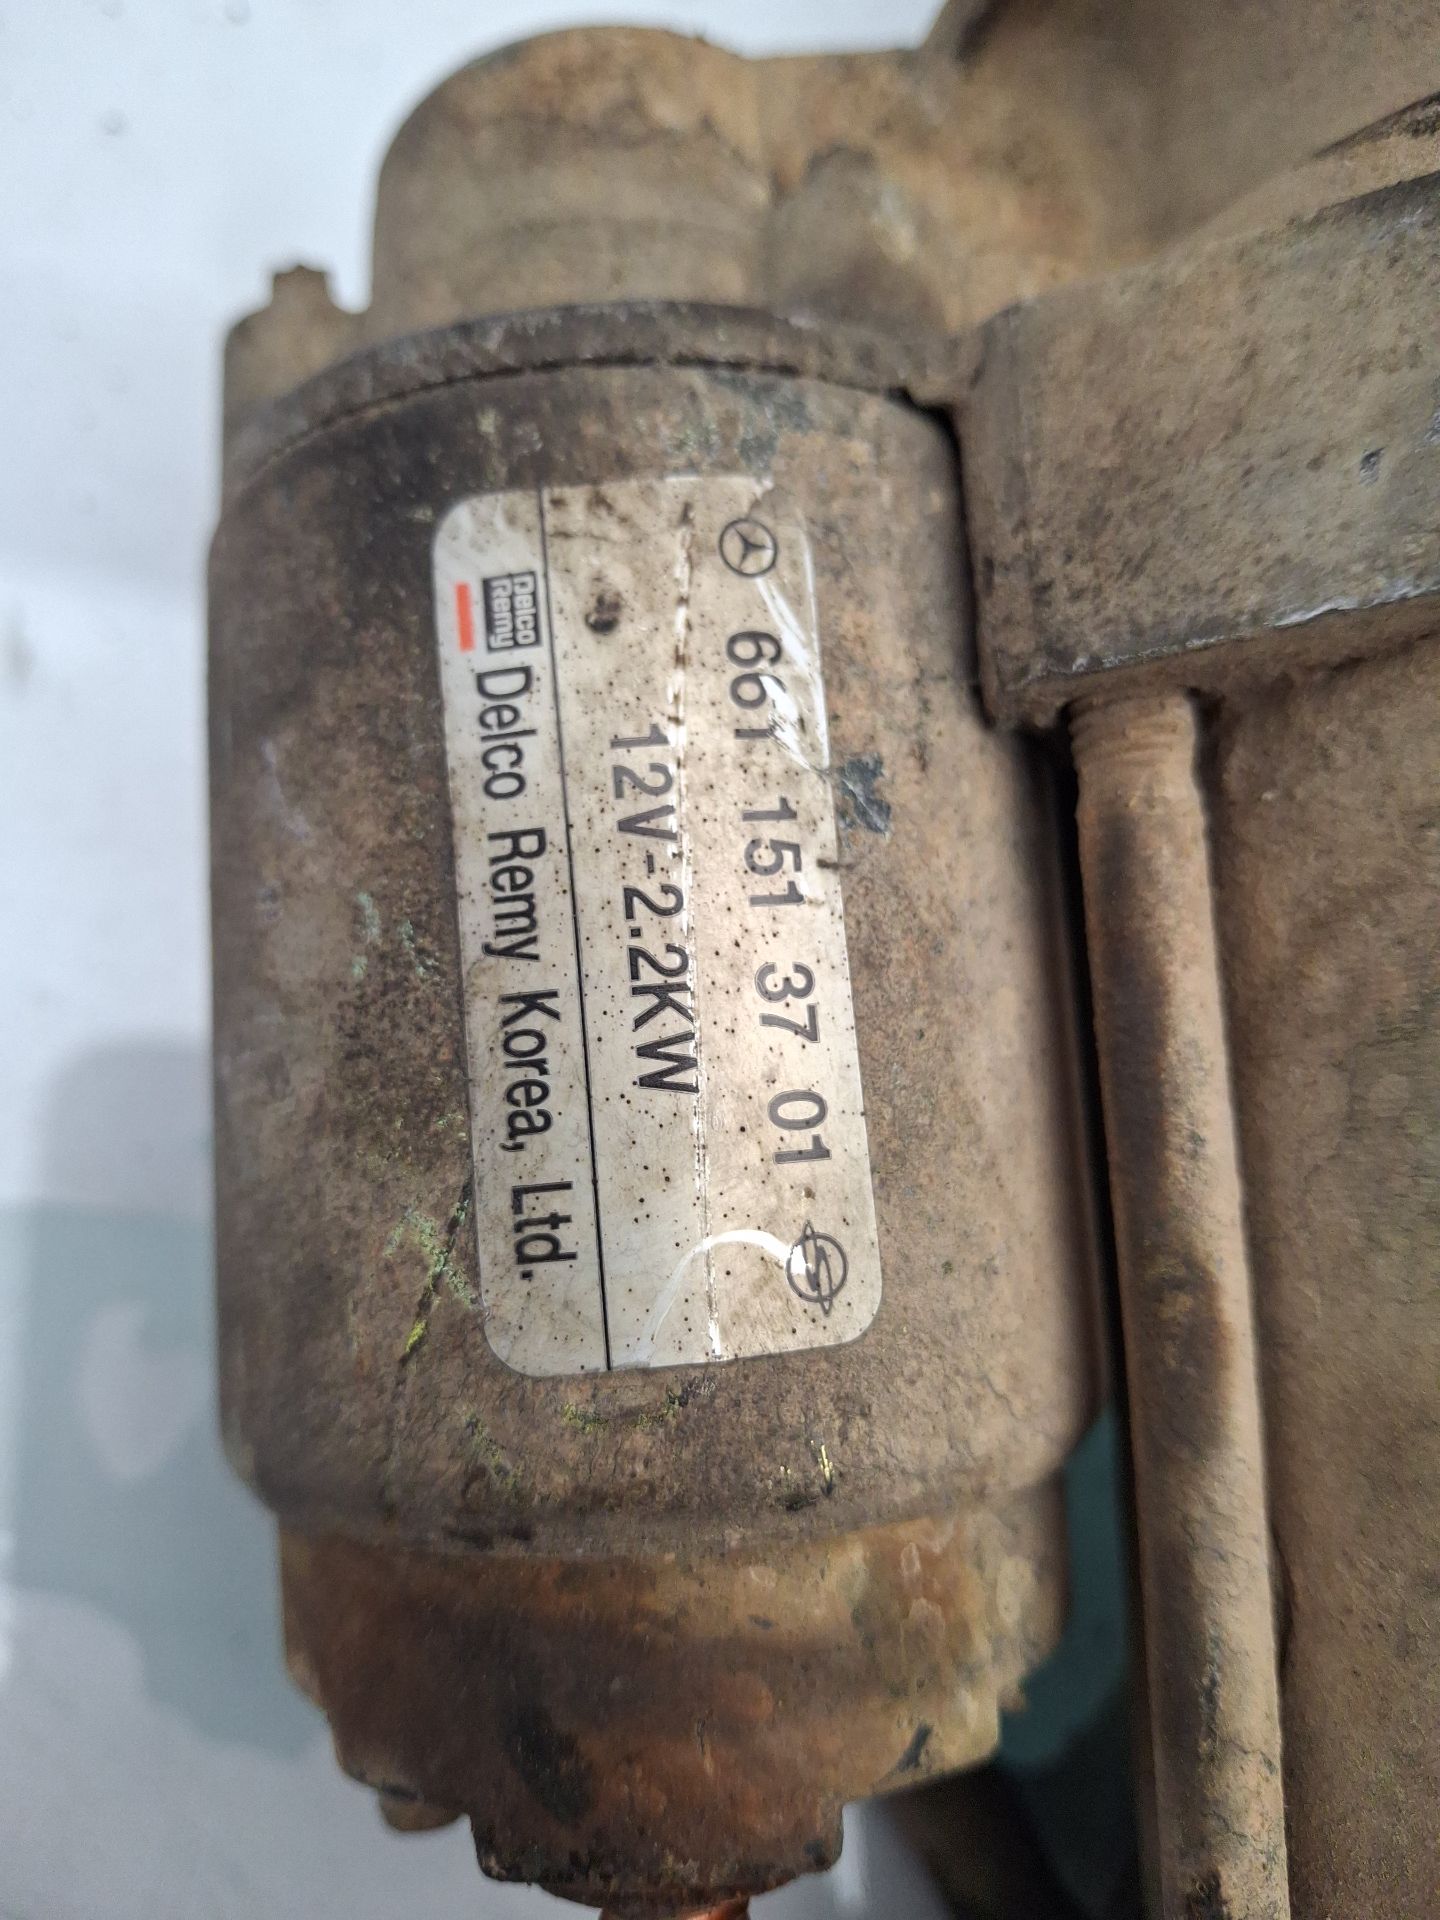 661 151 37 01
12V-2.2KW
Delco
Remy
Delco Remy Korea, Ltd.